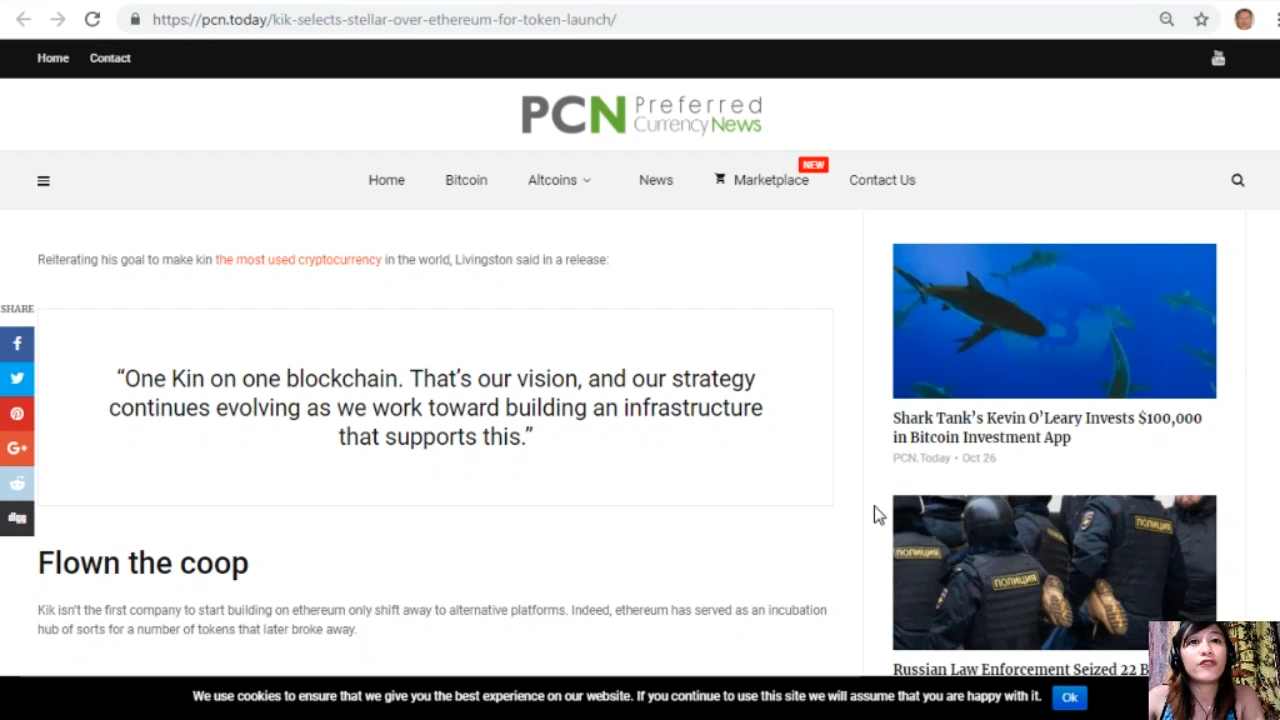 https://pcn.today/kik-selects-stellar-over-ethereum-for-token-launch/
Home Contact
You
PCN Preferred
Currency News
Home Bitcoin Altcoins News Marketplace NEW Contact Us
Reiterating his goal to make kin the most used cryptocurrency in the world, Livingston said in a release:
SHARE
“One Kin on one blockchain. That’s our vision, and our strategy
continues evolving as we work toward building an infrastructure
that supports this.”
f
G+
digg
Flown the coop
Kik isn't the first company to start building on ethereum only shift away to alternative platforms. Indeed, ethereum has served as an incubation
hub of sorts for a number of tokens that later broke away.
Shark Tank’s Kevin O’Leary Invests $100,000
in Bitcoin Investment App
PCN.Today • Oct 26
ПОЛИЦИЯ
ПОЛИЦИЯ
ПОЛИЦИЯ
Russian Law Enforcement Seized 22 B
We use cookies to ensure that we give you the best experience on our website. If you continue to use this site we will assume that you are happy with it. Ok